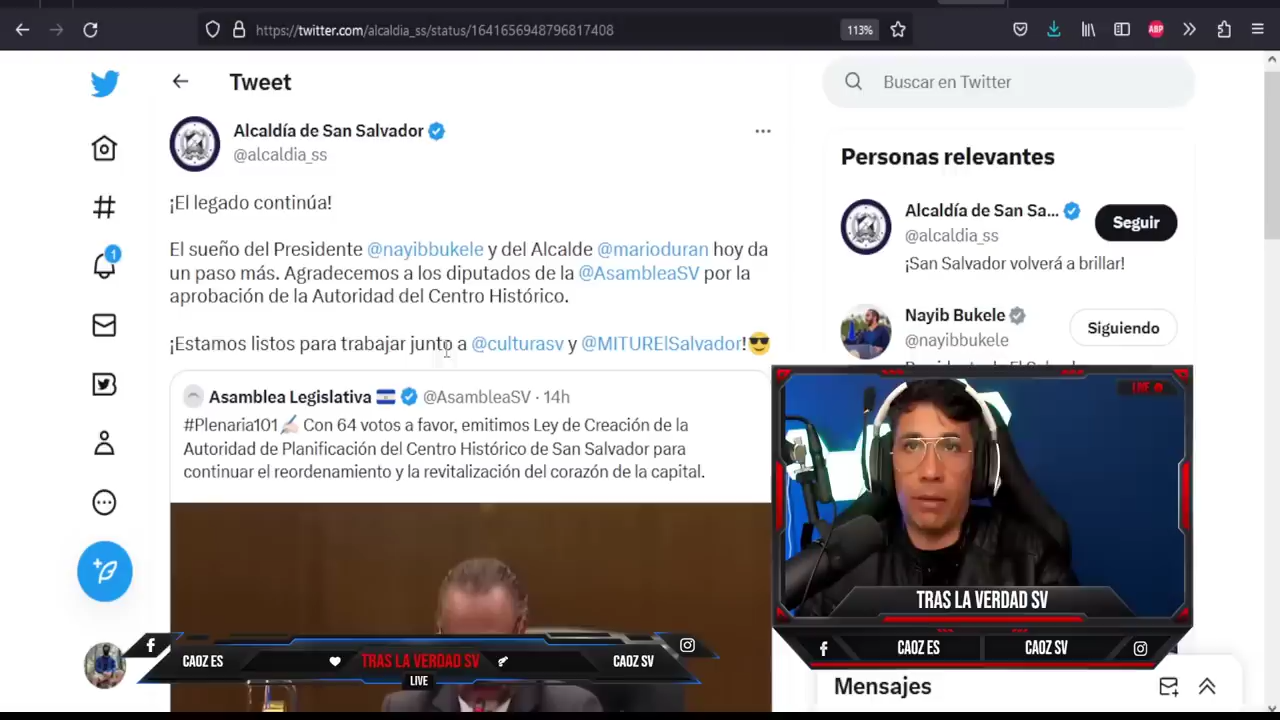 https://twitter.com/alcaldia_ss/status/1641656948796817408
113%
ABP
Tweet
Buscar en Twitter
Alcaldía de San Salvador
@alcaldia_ss
¡El legado continúa!
El sueño del Presidente @nayibbukele y del Alcalde @marioduran hoy da
un paso más. Agradecemos a los diputados de la @AsambleaSV por la
aprobación de la Autoridad del Centro Histórico.
¡Estamos listos para trabajar junto a @culturasv y @MITURElSalvador!😎
Asamblea Legislativa 🇸🇻 @AsambleaSV · 14h
#Plenaria101✍🏻 Con 64 votos a favor, emitimos Ley de Creación de la
Autoridad de Planificación del Centro Histórico de San Salvador para
continuar el reordenamiento y la revitalización del corazón de la capital.
Personas relevantes
Alcaldía de San Sa...
@alcaldia_ss
Seguir
¡San Salvador volverá a brillar!
Nayib Bukele
@nayibbukele
Siguiendo
1
LIVE
TRAS LA VERDAD SV
CAOZ ES
CAOZ SV
CAOZ ES
TRAS LA VERDAD SV
CAOZ SV
LIVE
Mensajes